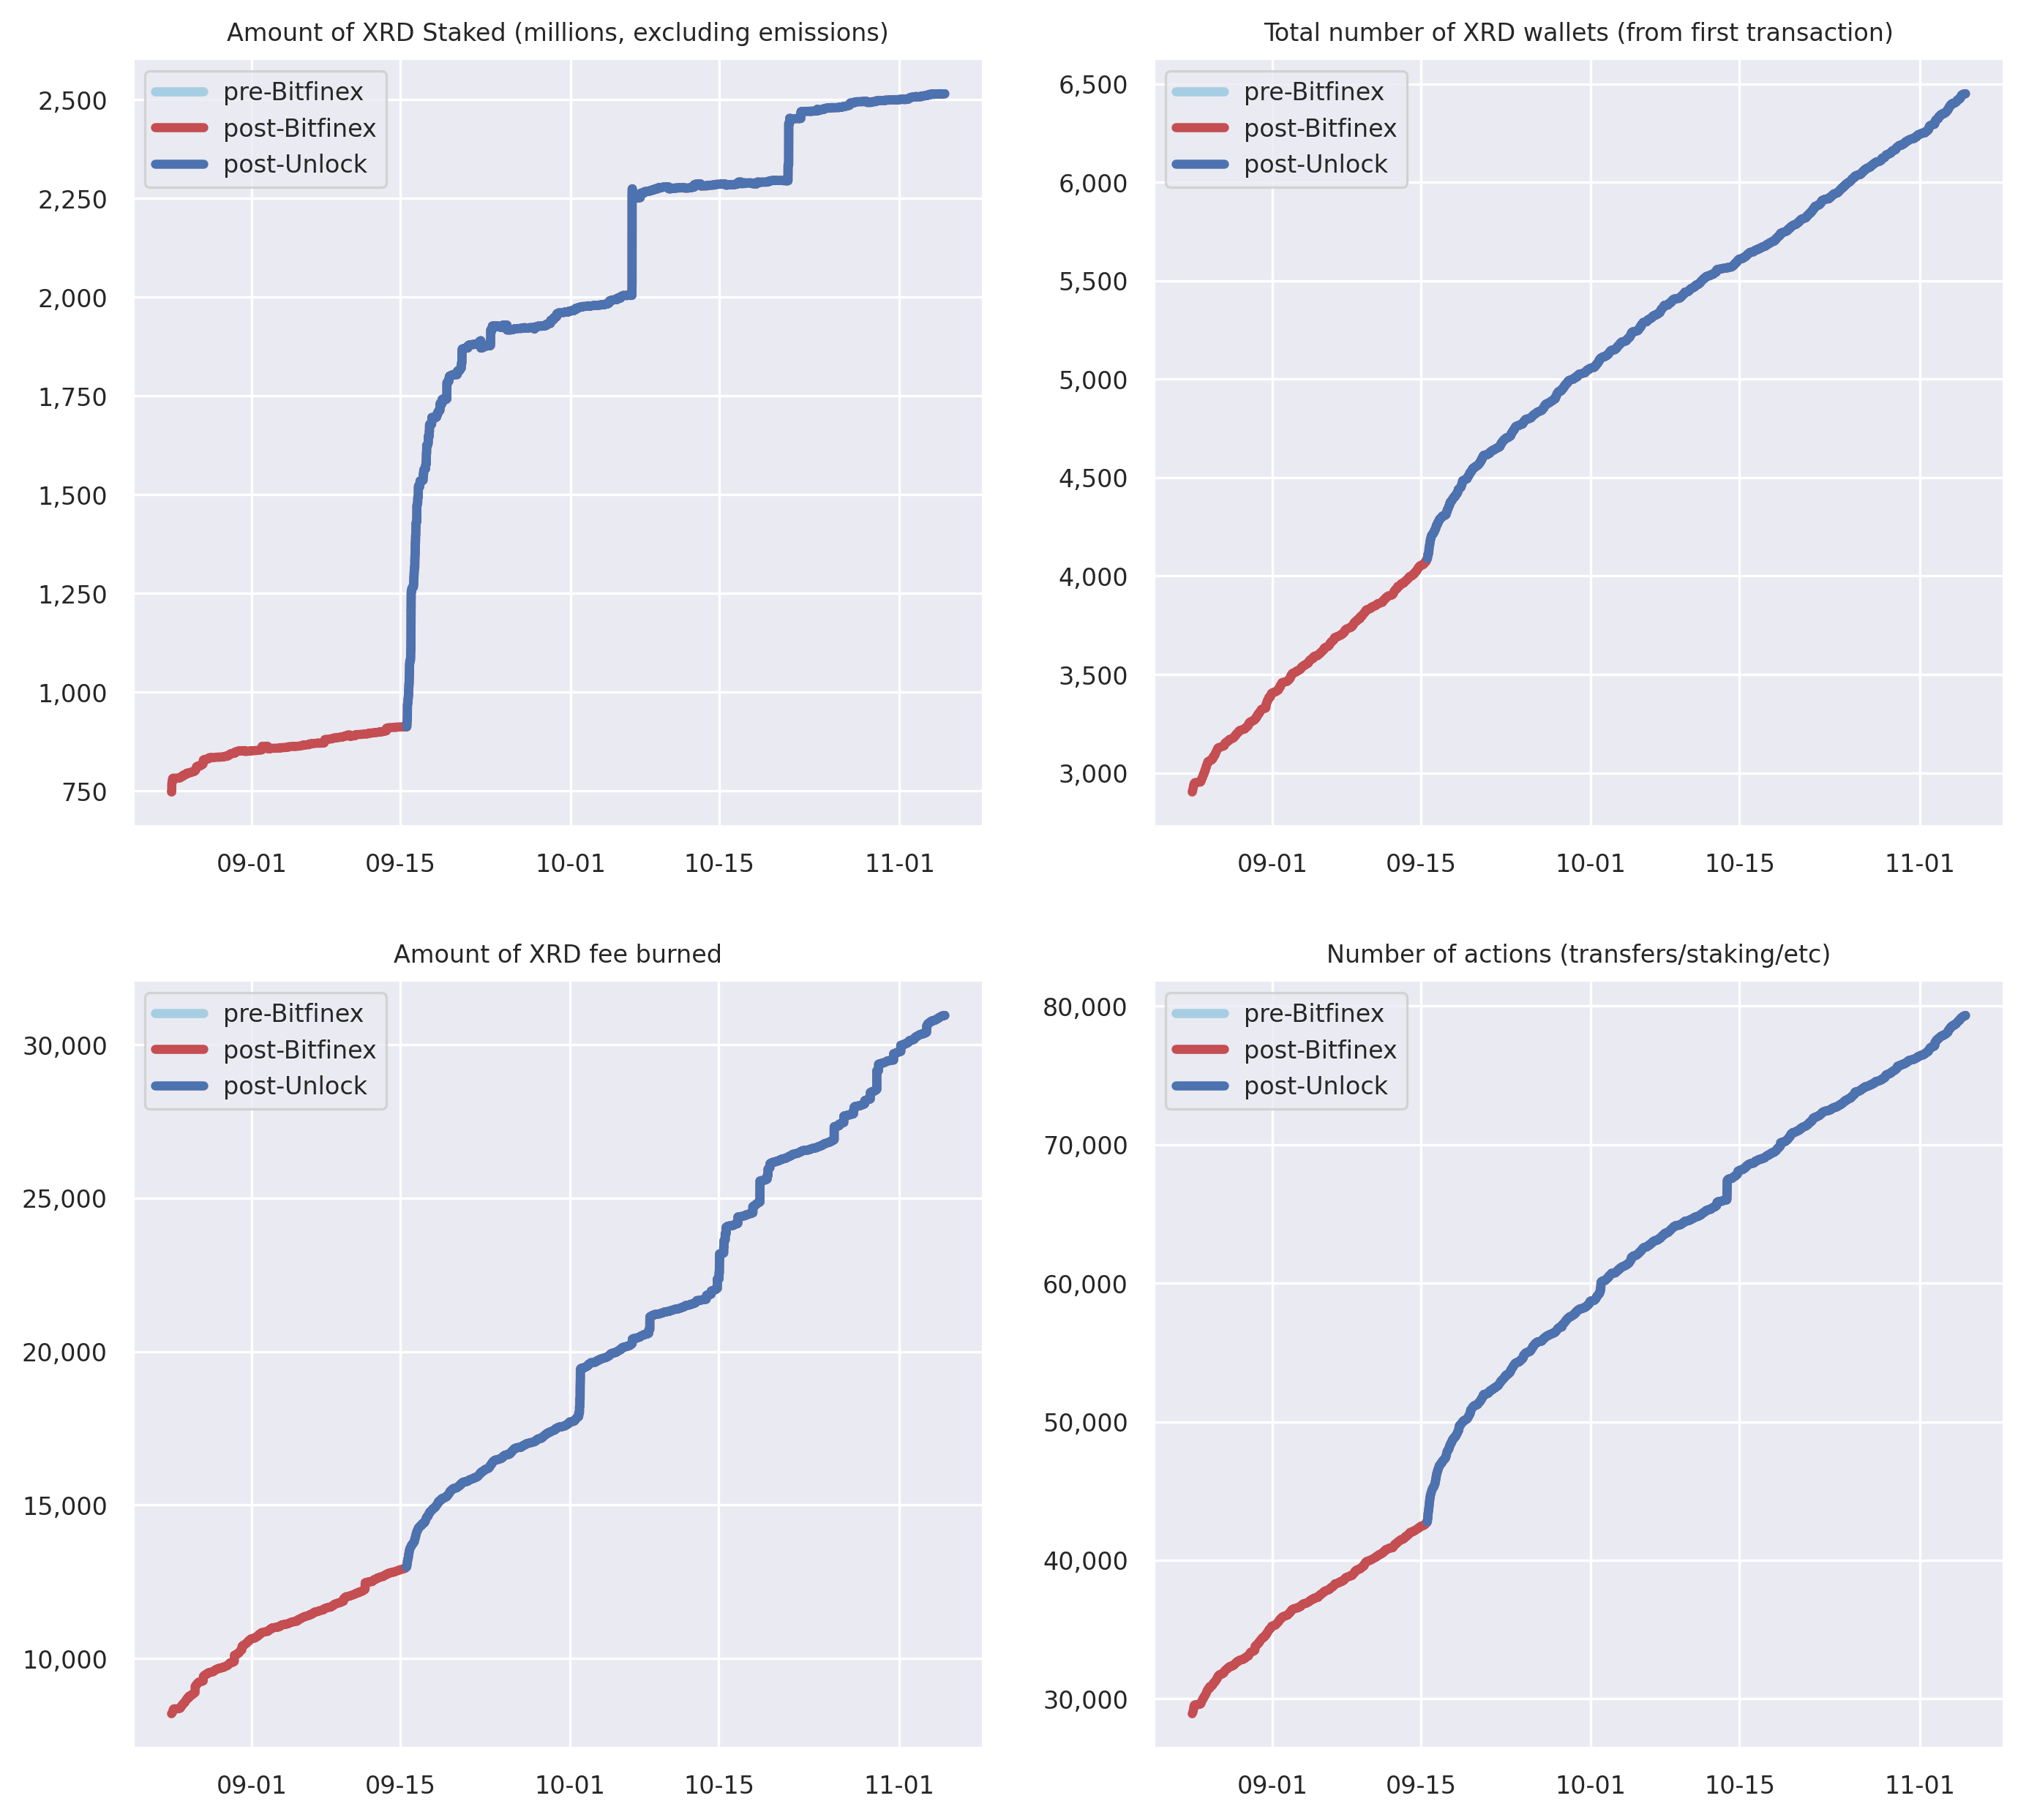 Amount of XRD Staked (millions, excluding emissions)
pre-Bitfinex
post-Bitfinex
post-Unlock
2,500
2,250
2,000
1,750
1,500
1,250
1,000
750
09-01 09-15 10-01 10-15 11-01
Total number of XRD wallets (from first transaction)
pre-Bitfinex
post-Bitfinex
post-Unlock
6,500
6,000
5,500
5,000
4,500
4,000
3,500
3,000
09-01 09-15 10-01 10-15 11-01
Amount of XRD fee burned
pre-Bitfinex
post-Bitfinex
post-Unlock
30,000
25,000
20,000
15,000
10,000
09-01 09-15 10-01 10-15 11-01
Number of actions (transfers/staking/etc)
pre-Bitfinex
post-Bitfinex
post-Unlock
80,000
70,000
60,000
50,000
40,000
30,000
09-01 09-15 10-01 10-15 11-01